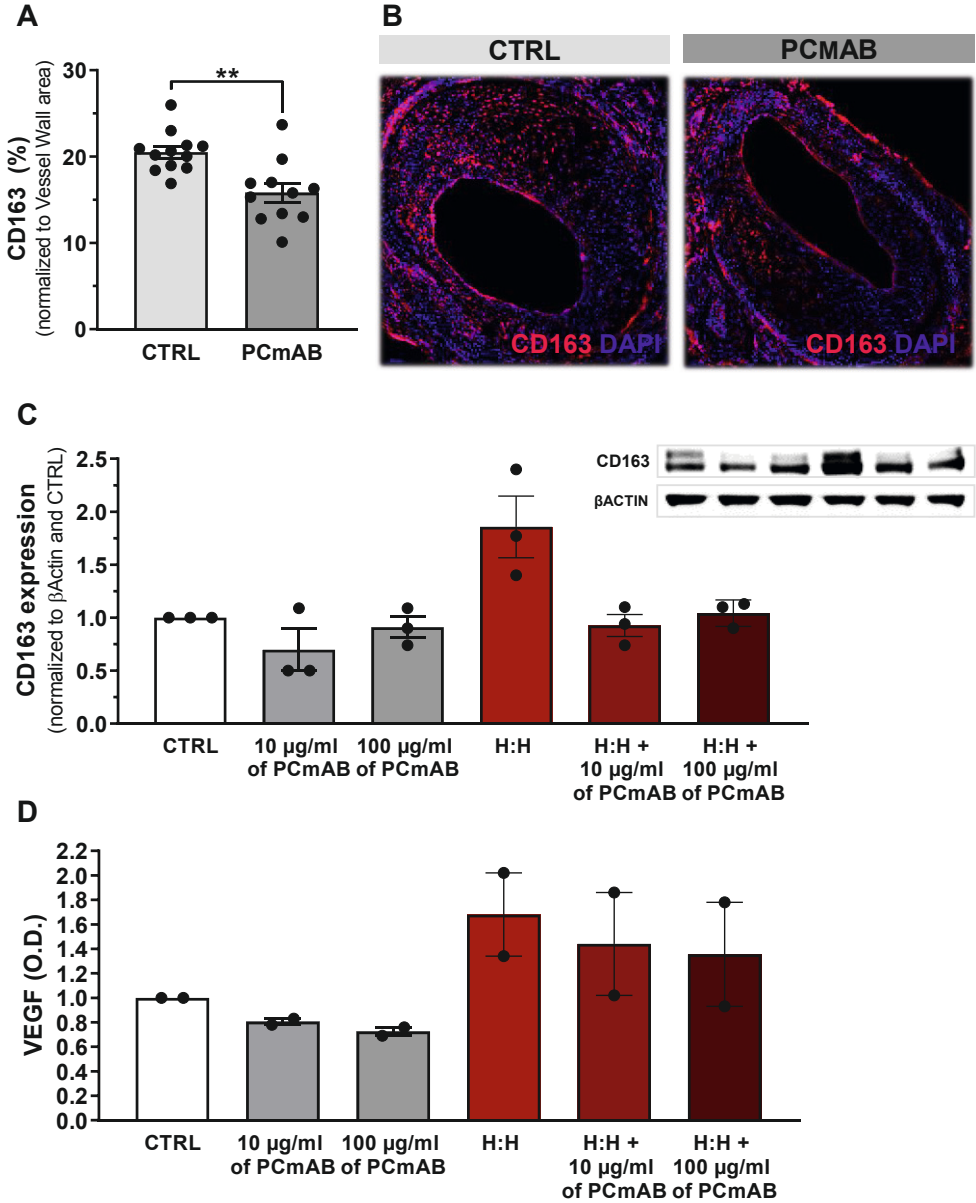 A
CD163 (%)
(normalized to Vessel Wall area)
30
20
10
0
**
CTRL
PCmAB
B
CTRL
PCMAB
CD163 DAPI
CD163 DAPI
C
CD163 expression
(normalized to βActin and CTRL)
2.5
2.0
1.5
1.0
0.5
0.0
CD163
βACTIN
CTRL
10 µg/ml
of PCmAB
100 µg/ml
of PCmAB
H:H
H:H +
10 µg/ml
of PCmAB
H:H +
100 µg/ml
of PCmAB
D
VEGF (O.D.)
2.2
2.0
1.8
1.6
1.4
1.2
1.0
0.8
0.6
0.4
0.2
0.0
CTRL
10 µg/ml
of PCmAB
100 µg/ml
of PCmAB
H:H
H:H +
10 µg/ml
of PCmAB
H:H +
100 µg/ml
of PCmAB